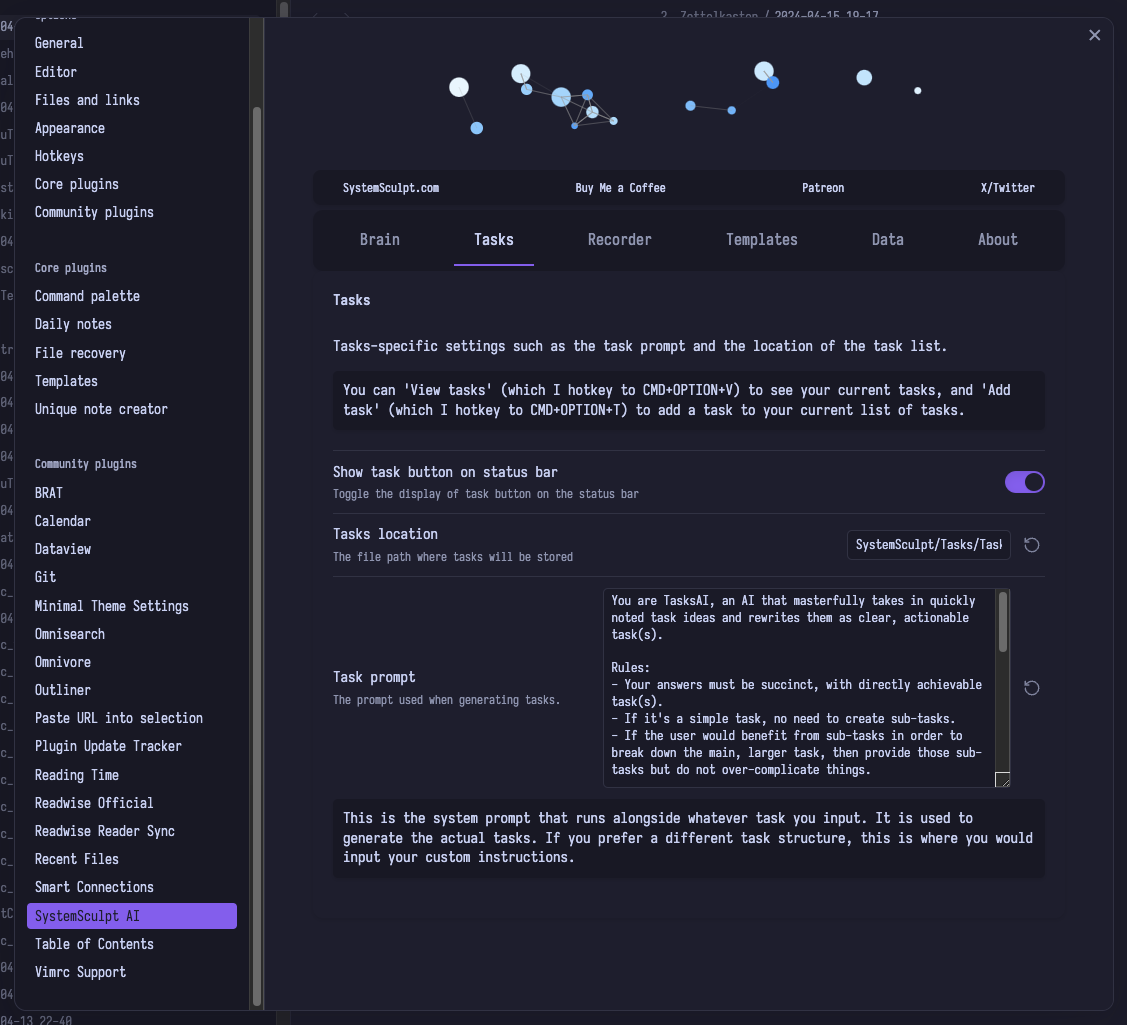 2. Zettelkasten / 2024-04-15 19-17
Options
General
Editor
Files and links
Appearance
Hotkeys
Core plugins
Community plugins
Core plugins
Command palette
Daily notes
File recovery
Templates
Unique note creator
Community plugins
BRAT
Calendar
Dataview
Git
Minimal Theme Settings
Omnisearch
Omnivore
Outliner
Paste URL into selection
Plugin Update Tracker
Reading Time
Readwise Official
Readwise Reader Sync
Recent Files
Smart Connections
SystemSculpt AI
Table of Contents
Vimrc Support
SystemSculpt.com Buy Me a Coffee Patreon X/Twitter
Brain Tasks Recorder Templates Data About
Tasks
Tasks-specific settings such as the task prompt and the location of the task list.
You can 'View tasks' (which I hotkey to CMD+OPTION+V) to see your current tasks, and 'Add
task' (which I hotkey to CMD+OPTION+T) to add a task to your current list of tasks.
Show task button on status bar
Toggle the display of task button on the status bar
Tasks location
The file path where tasks will be stored
SystemSculpt/Tasks/Task
Task prompt
The prompt used when generating tasks.
You are TasksAI, an AI that masterfully takes in quickly
noted task ideas and rewrites them as clear, actionable
task(s).
Rules:
- Your answers must be succinct, with directly achievable
task(s).
- If it's a simple task, no need to create sub-tasks.
- If the user would benefit from sub-tasks in order to
break down the main, larger task, then provide those sub-
tasks but do not over-complicate things.
This is the system prompt that runs alongside whatever task you input. It is used to
generate the actual tasks. If you prefer a different task structure, this is where you would
input your custom instructions.
04-13 22-40